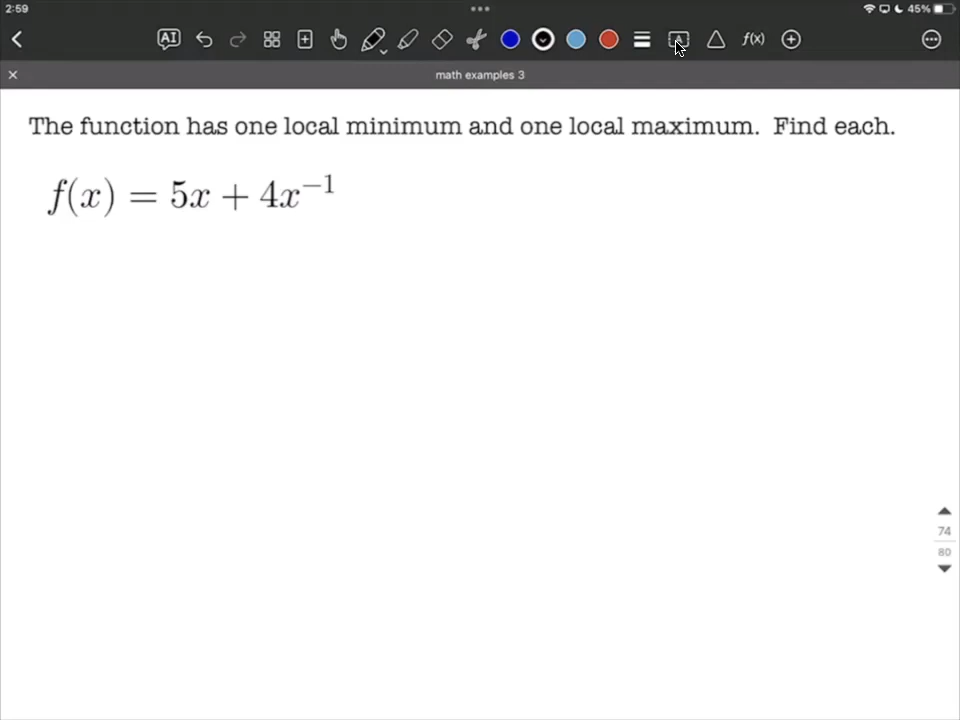 2:59
45%
AI
A
f(x)
math examples 3
The function has one local minimum and one local maximum. Find each.
f(x) = 5x + 4x⁻¹
74
80